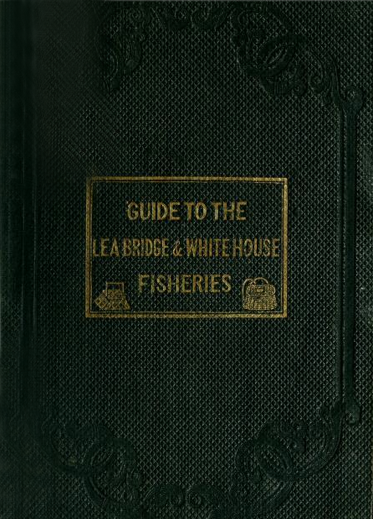 GUIDE TO THE
LEA BRIDGE & WHITE HOUSE
FISHERIES